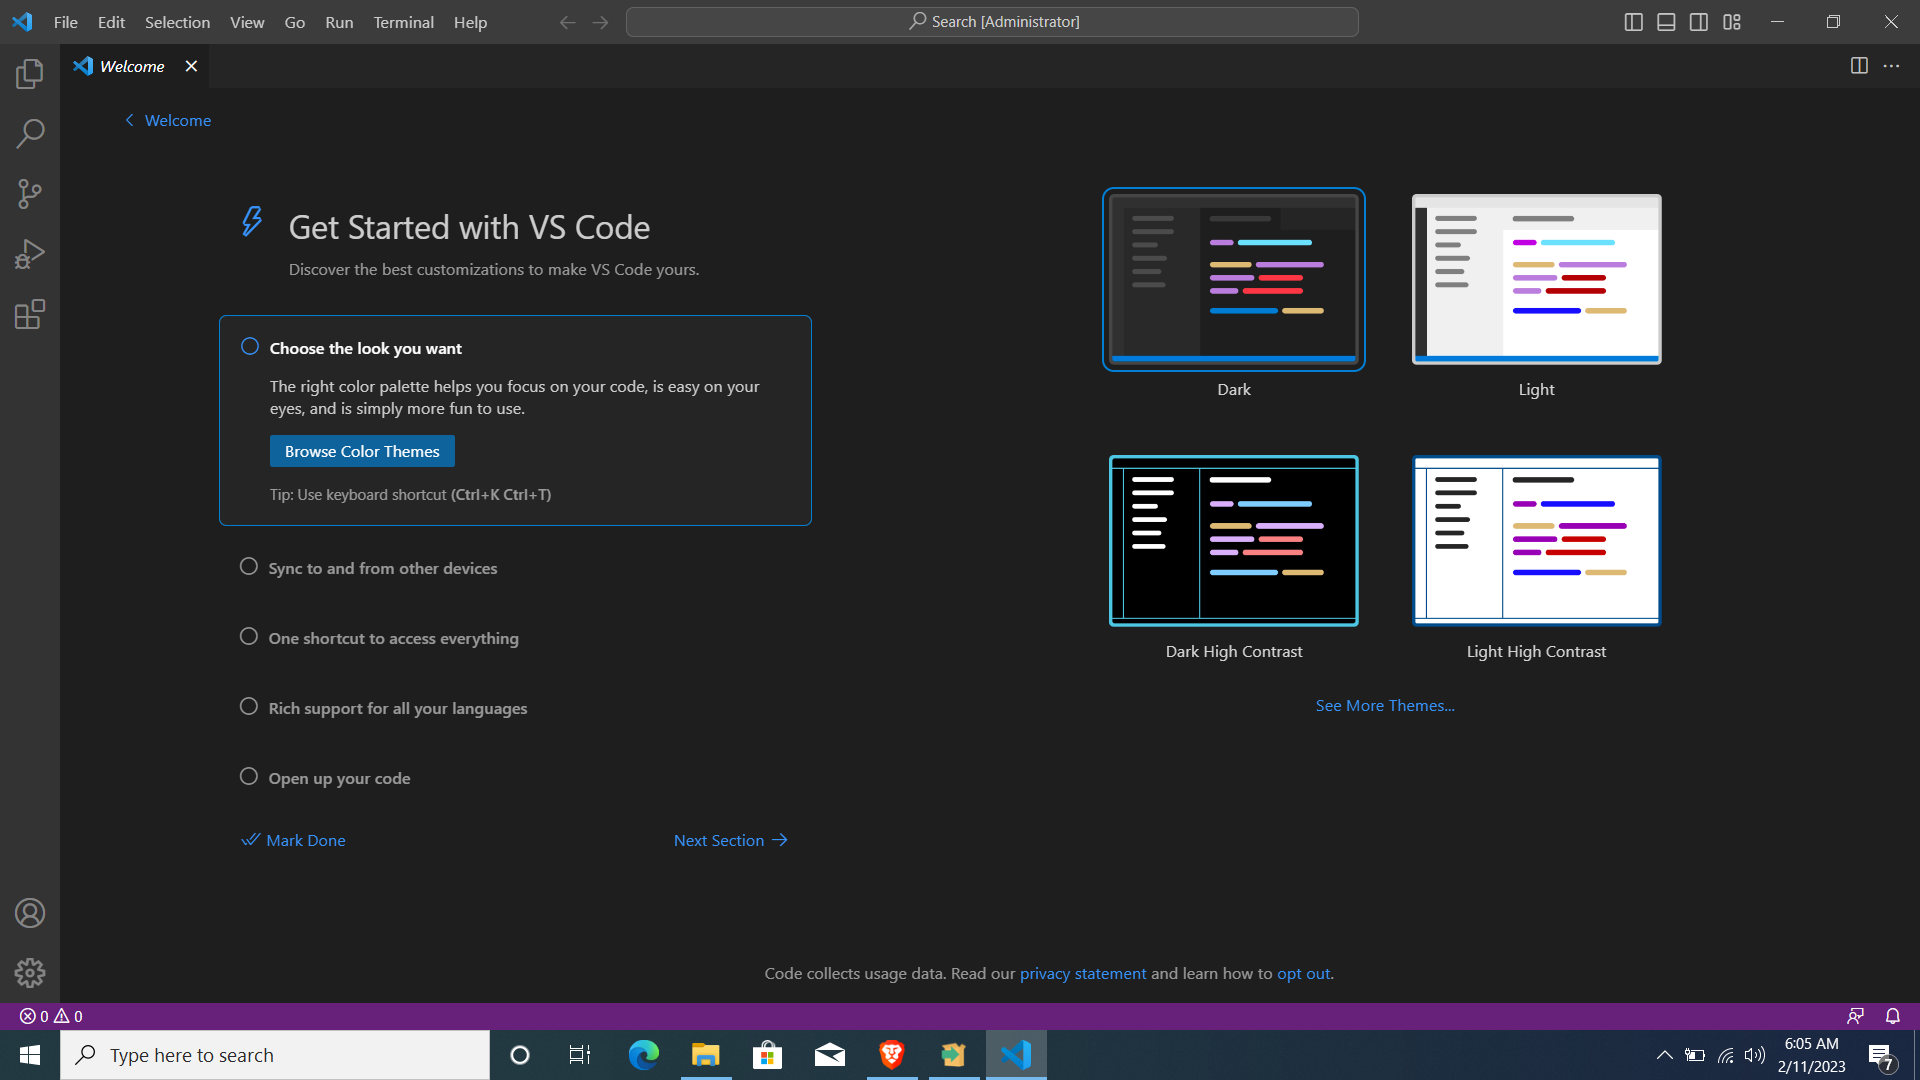 File Edit Selection View Go Run Terminal Help Search [Administrator]
Welcome
Welcome
Get Started with VS Code
Discover the best customizations to make VS Code yours.
Choose the look you want
The right color palette helps you focus on your code, is easy on your
eyes, and is simply more fun to use.
Browse Color Themes
Tip: Use keyboard shortcut (Ctrl+K Ctrl+T)
Sync to and from other devices
One shortcut to access everything
Rich support for all your languages
Open up your code
Mark Done Next Section
Dark Light
Dark High Contrast Light High Contrast
See More Themes...
Code collects usage data. Read our privacy statement and learn how to opt out.
0 0
Type here to search
6:05 AM
2/11/2023
7